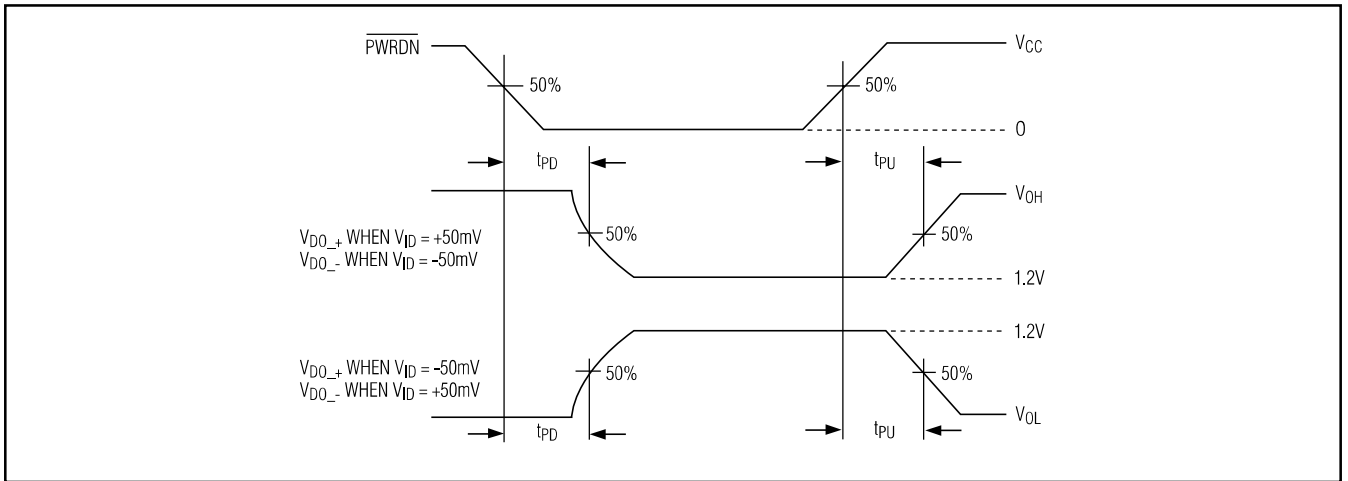 PWRDN
VCC
50%
50%
0
tPD
tPU
VOH
VDO_+ WHEN VID = +50mV
VDO_- WHEN VID = -50mV
50%
50%
1.2V
1.2V
VDO_+ WHEN VID = -50mV
VDO_- WHEN VID = +50mV
50%
50%
VOL
tPD
tPU